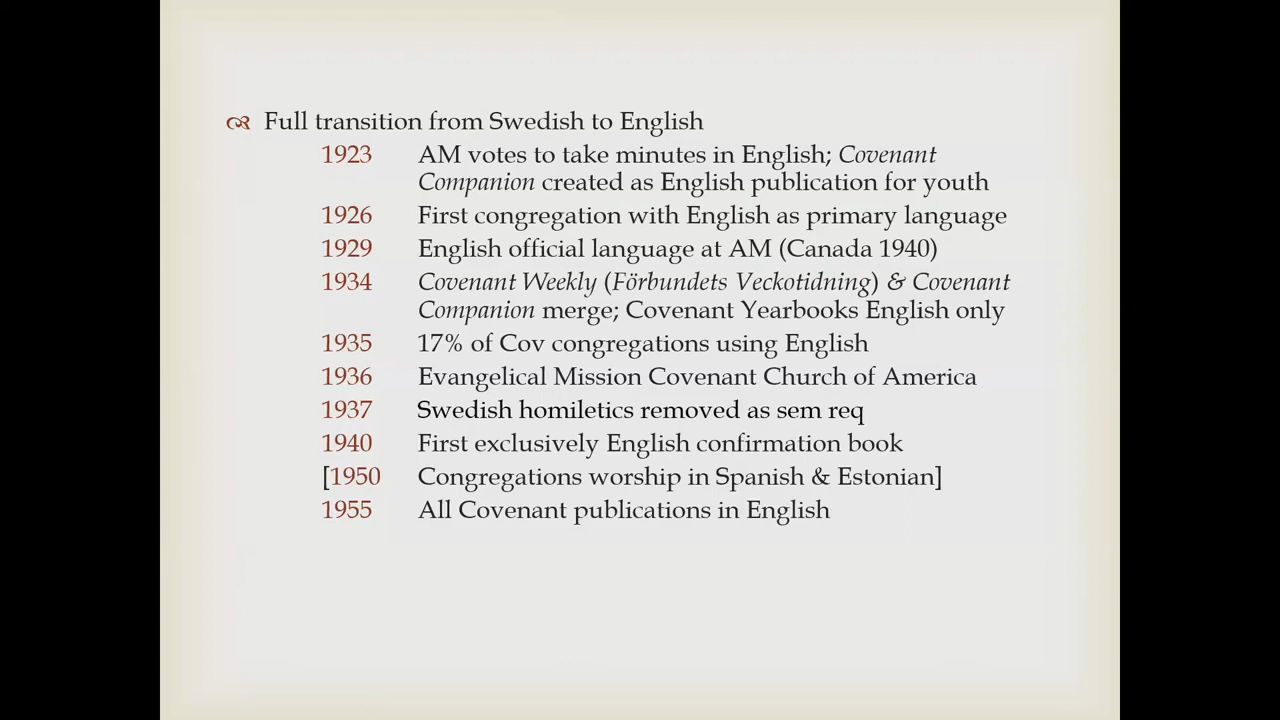 Full transition from Swedish to English
1923 AM votes to take minutes in English; Covenant
Companion created as English publication for youth
1926 First congregation with English as primary language
1929 English official language at AM (Canada 1940)
1934 Covenant Weekly (Förbundets Veckotidning) & Covenant
Companion merge; Covenant Yearbooks English only
1935 17% of Cov congregations using English
1936 Evangelical Mission Covenant Church of America
1937 Swedish homiletics removed as sem req
1940 First exclusively English confirmation book
[1950 Congregations worship in Spanish & Estonian]
1955 All Covenant publications in English